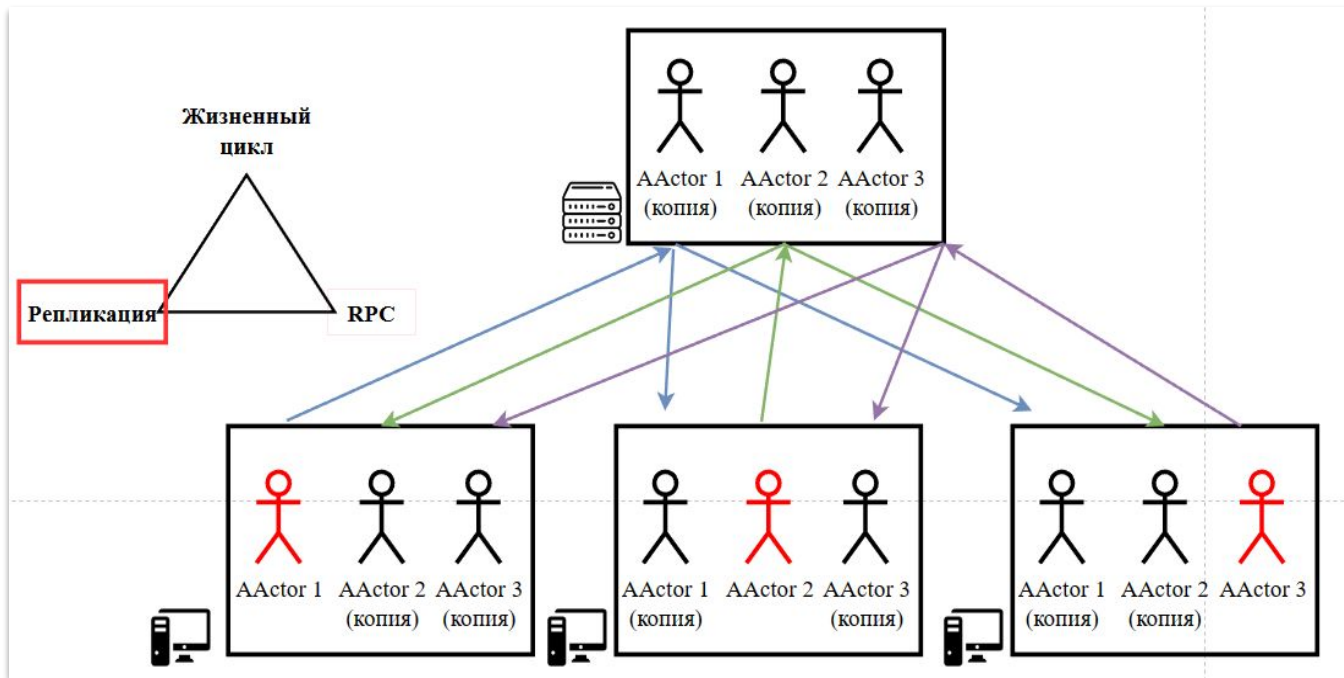 Жизненный
цикл
Репликация
RPC
AActor 1 AActor 2 AActor 3
(копия) (копия) (копия)
AActor 1 AActor 2 AActor 3
(копия) (копия)
AActor 1 AActor 2 AActor 3
(копия) (копия)
AActor 1 AActor 2 AActor 3
(копия) (копия)